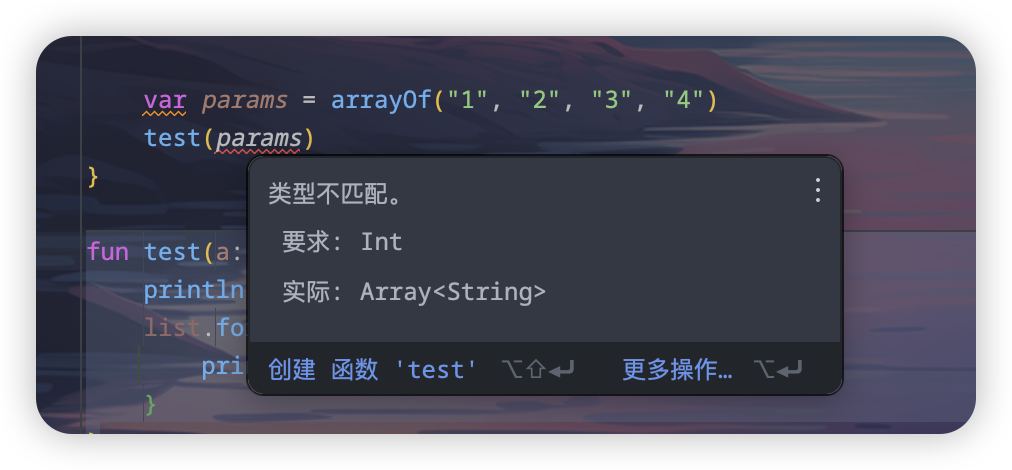 var params = arrayOf("1", "2", "3", "4")
test(params)
}
类型不匹配。
要求: Int
实际: Array<String>
创建 函数 'test' ⌥⇧↩ 更多操作… ⌥↩
fun test(a:
println
list.fo
pri
}